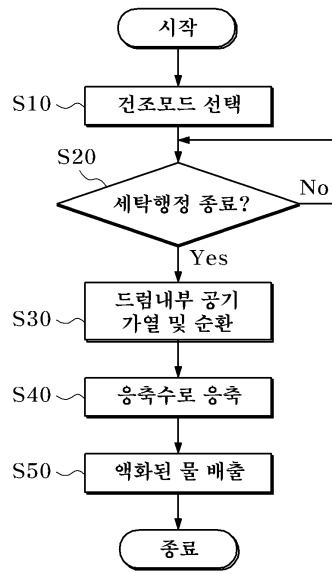 시작
S10
건조모드 선택
S20
세탁행정 종료?
No
Yes
S30
드럼내부 공기
가열 및 순환
S40
응축수로 응축
S50
액화된 물 배출
종료